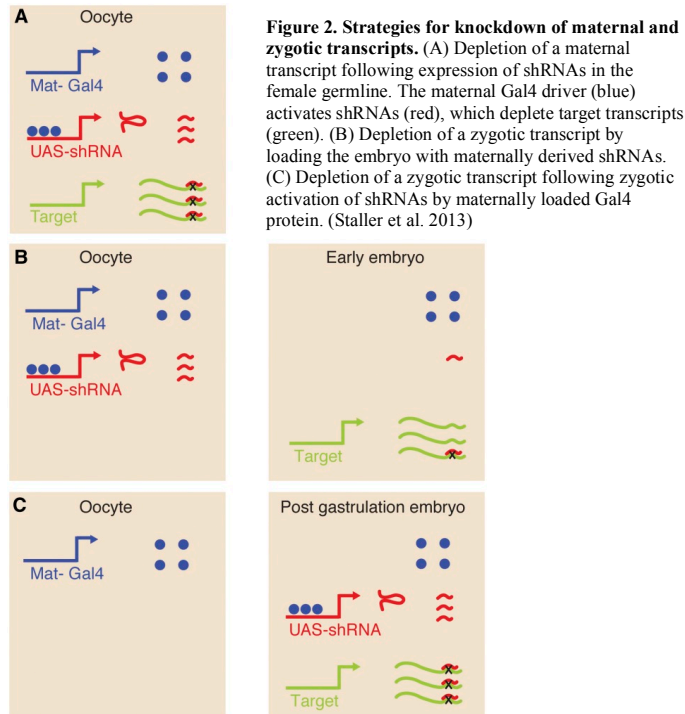 A
Oocyte
Mat- Gal4
UAS-shRNA
Target
Figure 2. Strategies for knockdown of maternal and
zygotic transcripts. (A) Depletion of a maternal
transcript following expression of shRNAs in the
female germline. The maternal Gal4 driver (blue)
activates shRNAs (red), which deplete target transcripts
(green). (B) Depletion of a zygotic transcript by
loading the embryo with maternally derived shRNAs.
(C) Depletion of a zygotic transcript following zygotic
activation of shRNAs by maternally loaded Gal4
protein. (Staller et al. 2013)
B
Oocyte
Mat- Gal4
UAS-shRNA
Early embryo
Target
C
Oocyte
Mat- Gal4
Post gastrulation embryo
UAS-shRNA
Target